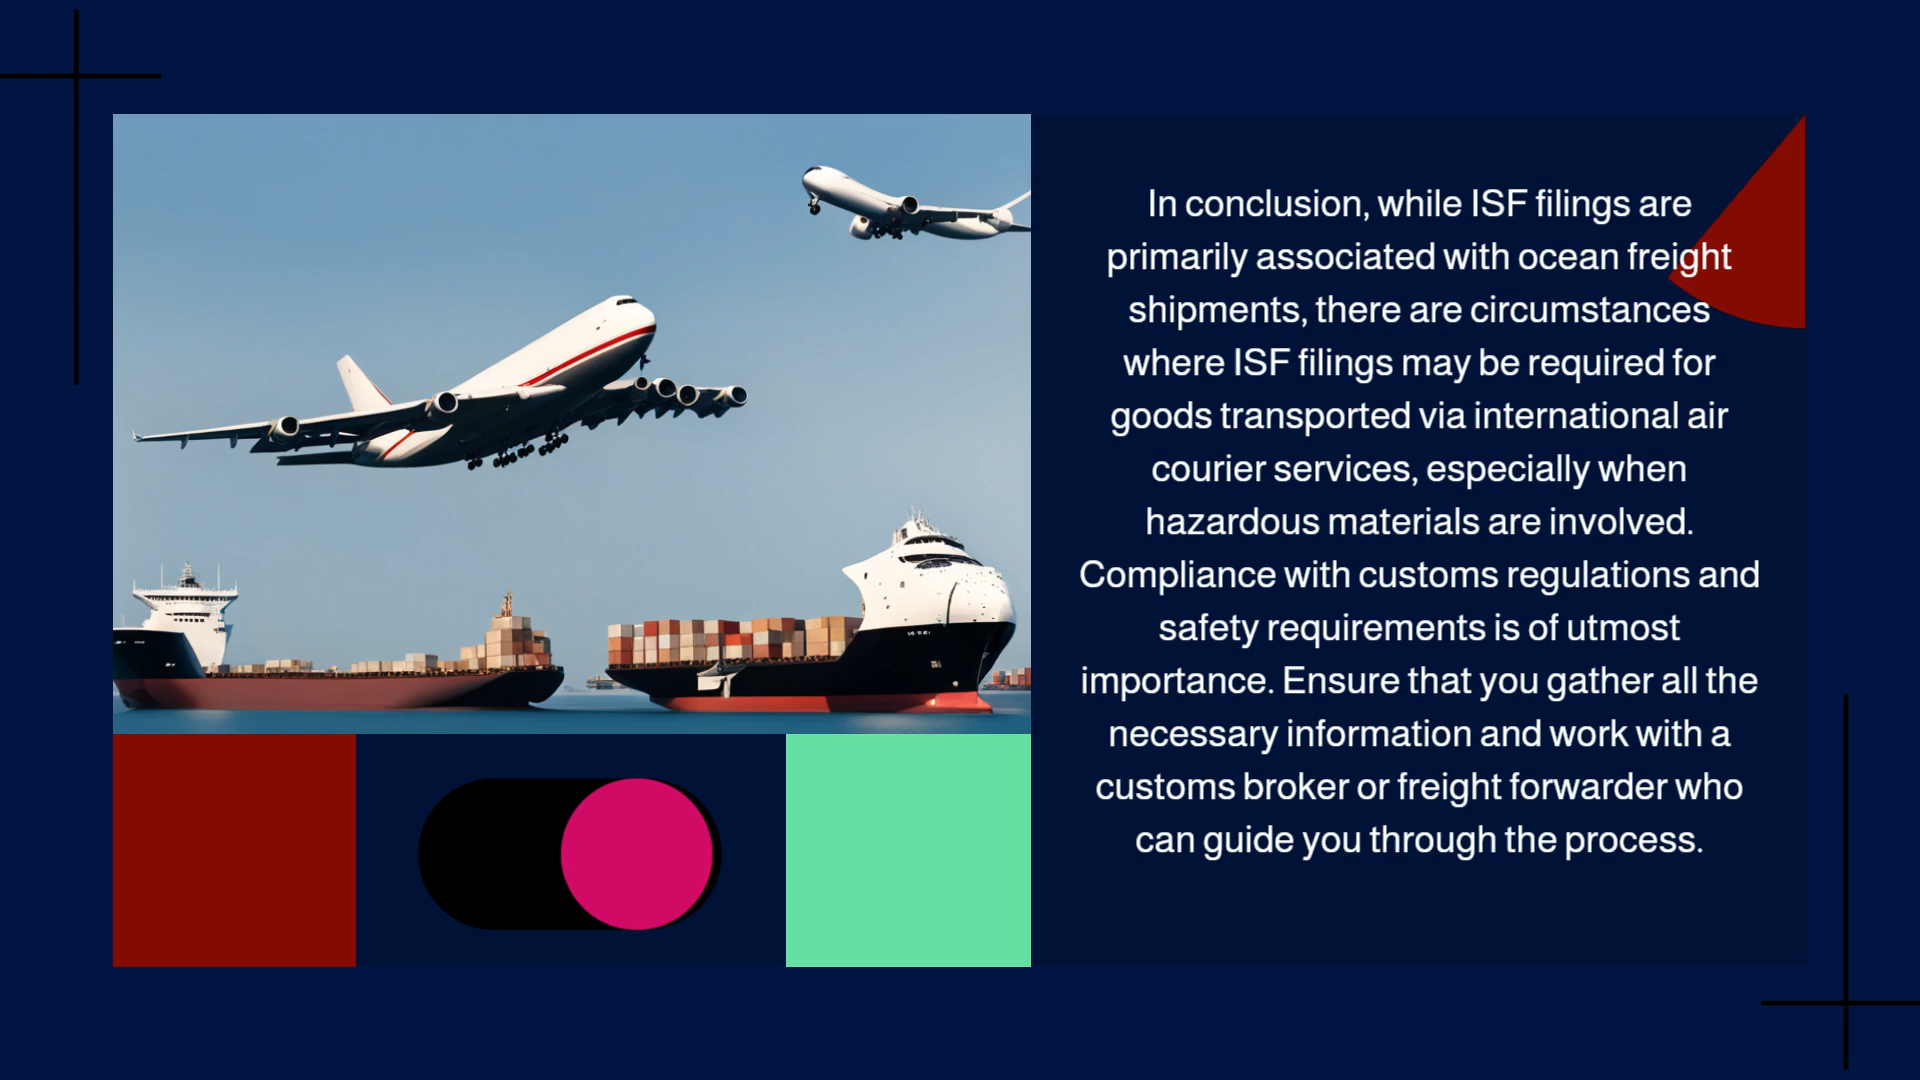 In conclusion, while ISF filings are
primarily associated with ocean freight
shipments, there are circumstances
where ISF filings may be required for
goods transported via international air
courier services, especially when
hazardous materials are involved.
Compliance with customs regulations and
safety requirements is of utmost
importance. Ensure that you gather all the
necessary information and work with a
customs broker or freight forwarder who
can guide you through the process.